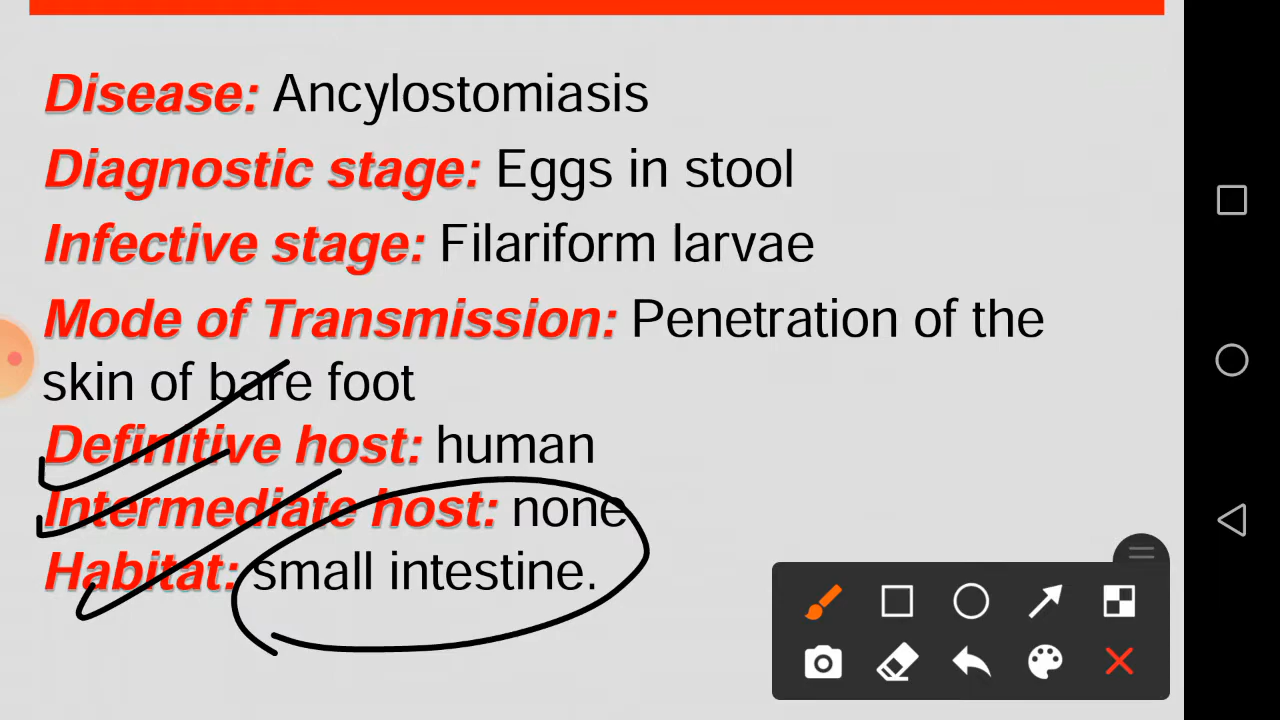 Disease: Ancylostomiasis
Diagnostic stage: Eggs in stool
Infective stage: Filariform larvae
Mode of Transmission: Penetration of the
skin of bare foot
Definitive host: human
Intermediate host: none
Habitat: small intestine.